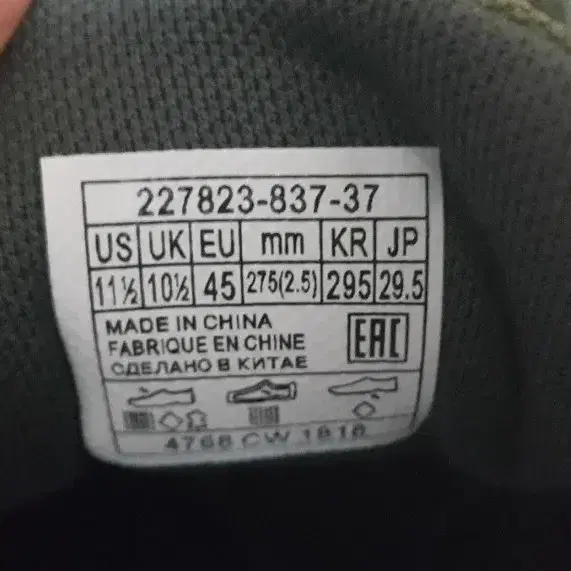 227823-837-37
US UK EU mm KR JP
11½ 10½ 45 275(2.5) 295 29.5
MADE IN CHINA
FABRIQUE EN CHINE
СДЕЛАНО В КИТАЕ
EAC
4768 CW 1818